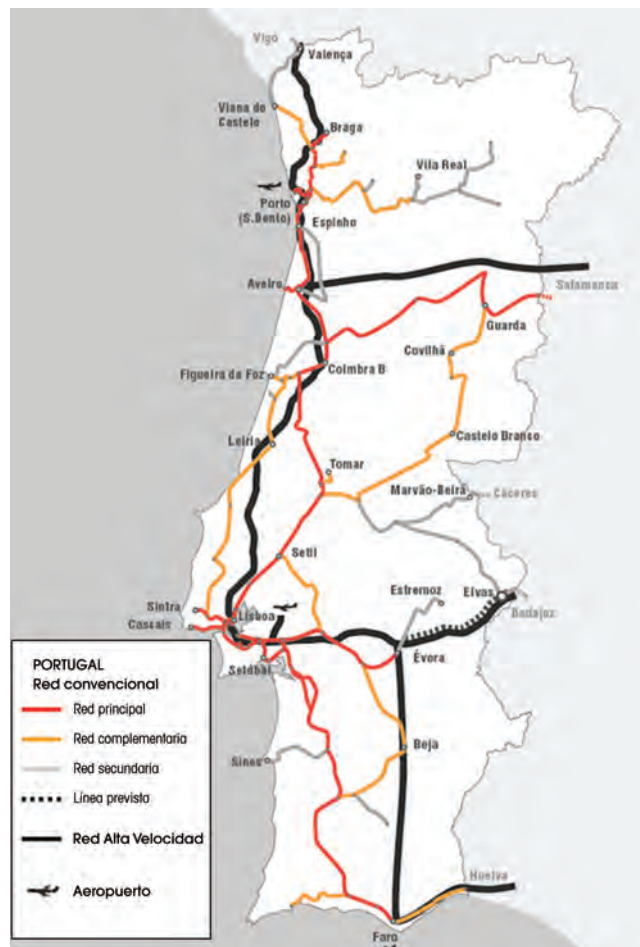 Vigo
Valença
Viana do
Castelo
Braga
Vila Real
Porto
(S.Bento)
Espinho
Aveiro
Salamanca
Guarda
Covilhã
Figueira da Foz
Coimbra B
Leiria
Castelo Branco
Tomar
Marvão-Beirã
Cáceres
Setil
Estremoz
Elvas
Badajoz
Sintra
Lisboa
Cascais
Setúbal
Évora
Sines
Beja
Huelva
Faro
PORTUGAL
Red convencional
Red principal
Red complementaria
Red secundaria
Línea prevista
Red Alta Velocidad
Aeropuerto